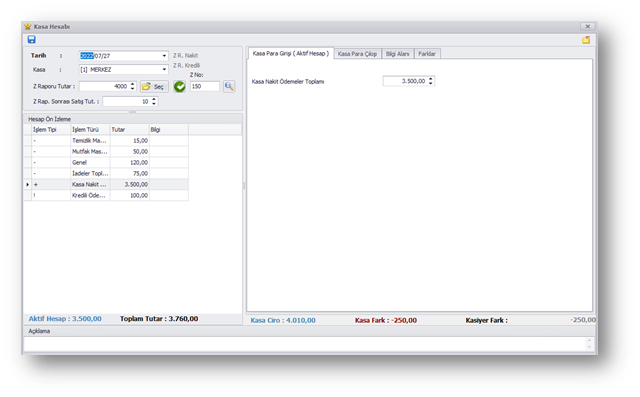 Kasa Hesabı
Tarih :
2022/07/27
Z R. Nakit
Kasa :
[1] MERKEZ
Z R. Kredili
Z No:
Z Raporu Tutar :
4000
Seç
150
Z Rap. Sonrası Satış Tut. :
10
Hesap Ön İzleme
İşlem Tipi İşlem Türü Tutar Bilgi
- Temizlik Ma... 15,00
- Mutfak Mas... 50,00
- Genel 120,00
- İadeler Topl... 75,00
+ Kasa Nakit ... 3.500,00
! Kredili Öde... 100,00
Aktif Hesap : 3.500,00 Toplam Tutar : 3.760,00
Kasa Para Girişi ( Aktif Hesap ) Kasa Para Çıkışı Bilgi Alanı Farklar
Kasa Nakit Ödemeler Toplamı 3.500,00
Kasa Ciro : 4.010,00 Kasa Fark : -250,00 Kasiyer Fark : -250,00
Açıklama